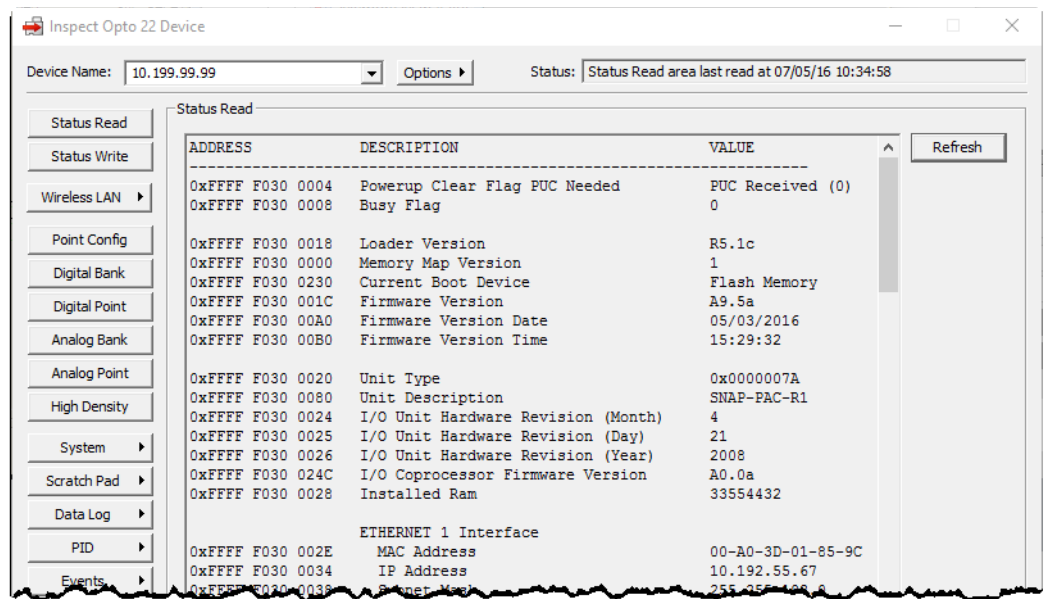 Inspect Opto 22 Device
Device Name: 10.199.99.99 Options Status: Status Read area last read at 07/05/16 10:34:58
Status Read
Status Write
Wireless LAN
Point Config
Digital Bank
Digital Point
Analog Bank
Analog Point
High Density
System
Scratch Pad
Data Log
PID
Events
Status Read
ADDRESS DESCRIPTION VALUE
0xFFFF F030 0004 Powerup Clear Flag PUC Needed PUC Received (0)
0xFFFF F030 0008 Busy Flag 0
0xFFFF F030 0018 Loader Version R5.1c
0xFFFF F030 0000 Memory Map Version 1
0xFFFF F030 0230 Current Boot Device Flash Memory
0xFFFF F030 001C Firmware Version A9.5a
0xFFFF F030 00A0 Firmware Version Date 05/03/2016
0xFFFF F030 00B0 Firmware Version Time 15:29:32
0xFFFF F030 0020 Unit Type 0x0000007A
0xFFFF F030 0080 Unit Description SNAP-PAC-R1
0xFFFF F030 0024 I/O Unit Hardware Revision (Month) 4
0xFFFF F030 0025 I/O Unit Hardware Revision (Day) 21
0xFFFF F030 0026 I/O Unit Hardware Revision (Year) 2008
0xFFFF F030 024C I/O Coprocessor Firmware Version A0.0a
0xFFFF F030 0028 Installed Ram 33554432
ETHERNET 1 Interface
0xFFFF F030 002E MAC Address 00-A0-3D-01-85-9C
0xFFFF F030 0034 IP Address 10.192.55.67
0xFFFF F030 0038 Subnet Mask
Refresh